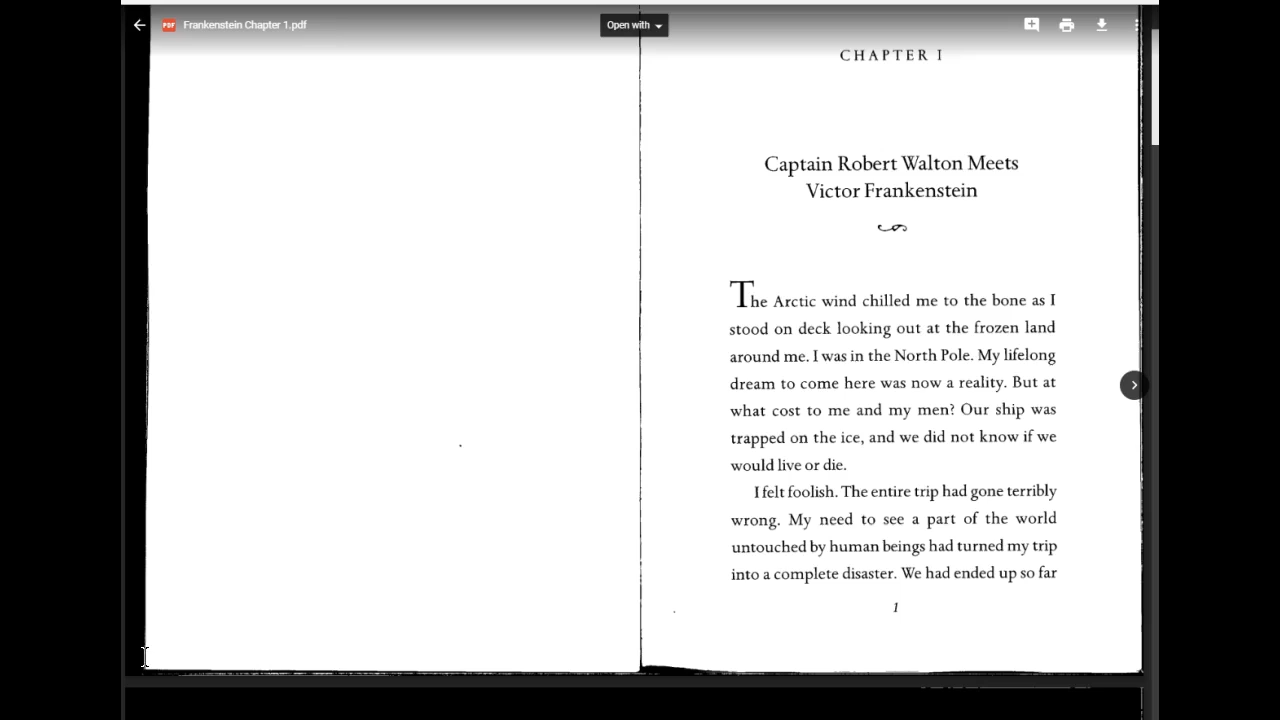 Frankenstein Chapter 1.pdf
Open with
CHAPTER I
Captain Robert Walton Meets
Victor Frankenstein
The Arctic wind chilled me to the bone as I
stood on deck looking out at the frozen land
around me. I was in the North Pole. My lifelong
dream to come here was now a reality. But at
what cost to me and my men? Our ship was
trapped on the ice, and we did not know if we
would live or die.
I felt foolish. The entire trip had gone terribly
wrong. My need to see a part of the world
untouched by human beings had turned my trip
into a complete disaster. We had ended up so far
1